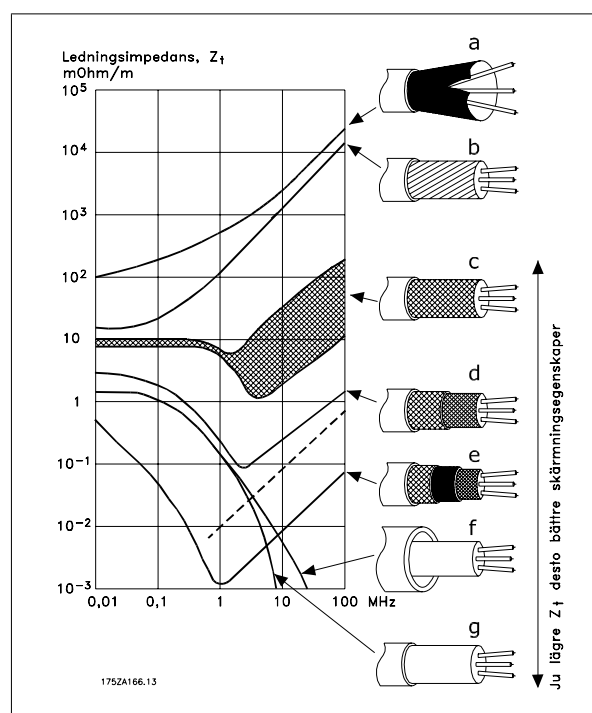 Ledningsimpedans, Zt
mOhm/m
a
10⁵
10⁴
b
10³
c
10²
10
d
1
e
10⁻¹
f
10⁻²
10⁻³
0,01 0,1 1 10 100 MHz
g
175ZA166.13
Ju lägre Zt desto bättre skärmningsegenskaper